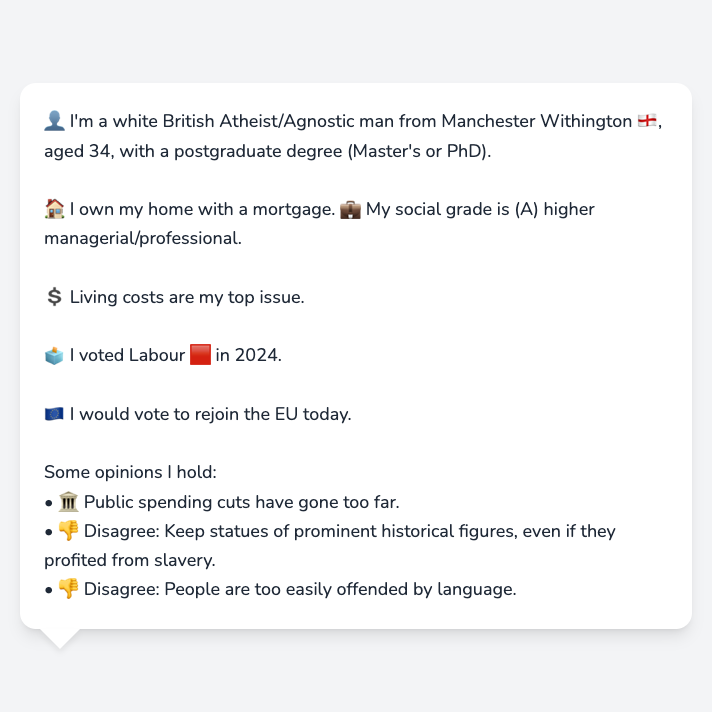 👤 I'm a white British Atheist/Agnostic man from Manchester Withington 🏴󠁧󠁢󠁥󠁮󠁧󠁿,
aged 34, with a postgraduate degree (Master's or PhD).
🏠 I own my home with a mortgage. 💼 My social grade is (A) higher
managerial/professional.
💲 Living costs are my top issue.
🗳️ I voted Labour 🟥 in 2024.
🇪🇺 I would vote to rejoin the EU today.
Some opinions I hold:
• 🏛️ Public spending cuts have gone too far.
• 👎 Disagree: Keep statues of prominent historical figures, even if they
profited from slavery.
• 👎 Disagree: People are too easily offended by language.